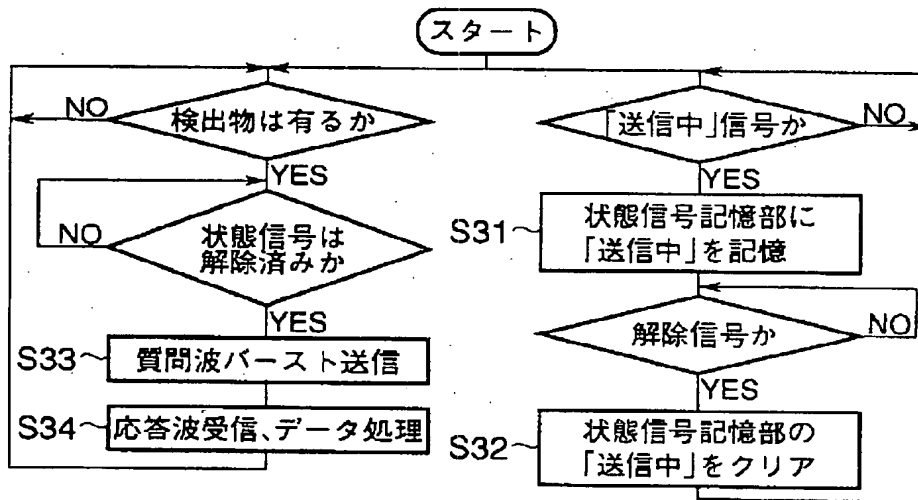 スタート
検出物は有るか
NO
YES
状態信号は
解除済みか
NO
YES
S33
質問波バースト送信
S34
応答波受信、データ処理
「送信中」信号か
NO
YES
S31
状態信号記憶部に
「送信中」を記憶
解除信号か
NO
YES
S32
状態信号記憶部の
「送信中」をクリア